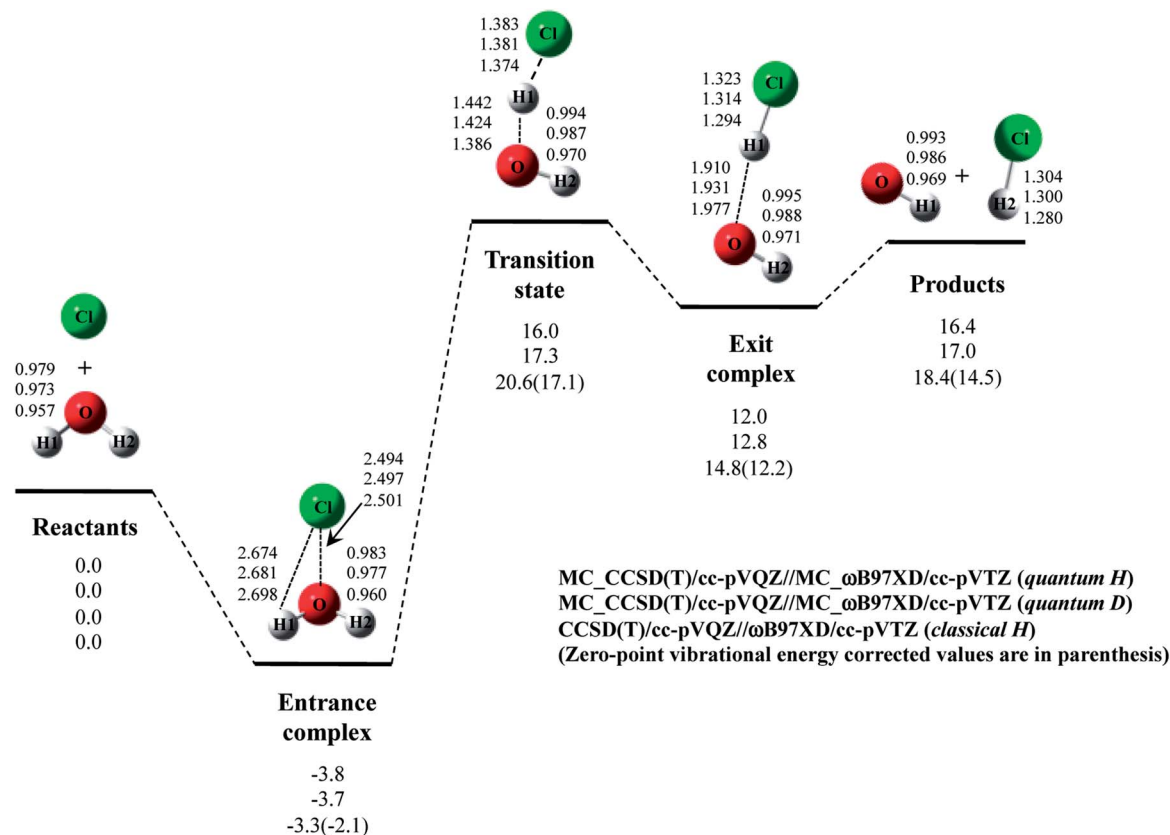 Cl
+
0.979
0.973
0.957
O
H1
H2
Reactants
0.0
0.0
0.0
0.0
2.494
2.497
2.501
Cl
2.674
2.681
2.698
0.983
0.977
0.960
O
H1
H2
Entrance
complex
-3.8
-3.7
-3.3(-2.1)
1.383
1.381
1.374
Cl
H1
1.442
1.424
1.386
0.994
0.987
0.970
O
H2
Transition
state
16.0
17.3
20.6(17.1)
1.323
1.314
1.294
Cl
H1
1.910
1.931
1.977
0.995
0.988
0.971
O
H2
Exit
complex
12.0
12.8
14.8(12.2)
0.993
0.986
0.969
O
H1
+
Cl
H2
1.304
1.300
1.280
Products
16.4
17.0
18.4(14.5)
MC_CCSD(T)/cc-pVQZ//MC_ωB97XD/cc-pVTZ (quantum H)
MC_CCSD(T)/cc-pVQZ//MC_ωB97XD/cc-pVTZ (quantum D)
CCSD(T)/cc-pVQZ//ωB97XD/cc-pVTZ (classical H)
(Zero-point vibrational energy corrected values are in parenthesis)